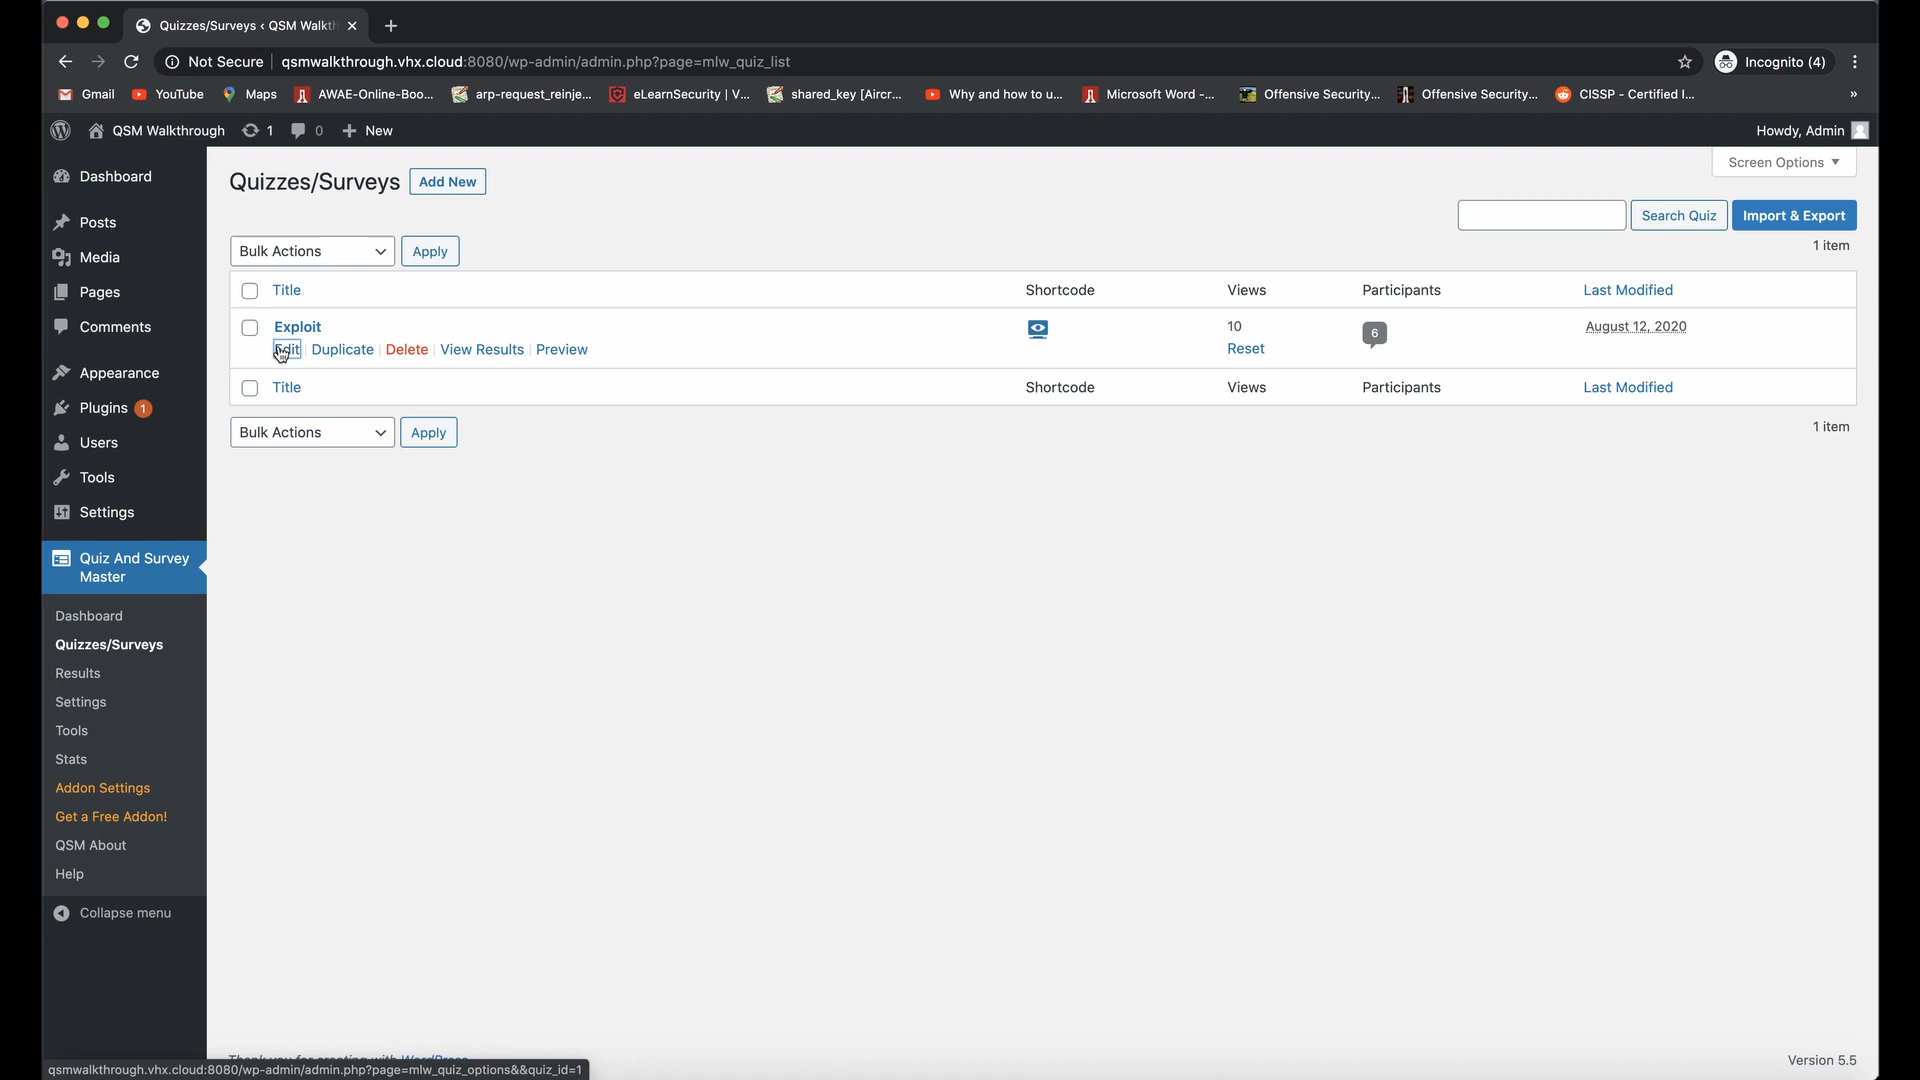 Quizzes/Surveys ‹ QSM Walkth
Not Secure qsmwalkthrough.vhx.cloud:8080/wp-admin/admin.php?page=mlw_quiz_list Incognito (4)
Gmail YouTube Maps AWAE-Online-Boo... arp-request_reinje... eLearnSecurity | V... shared_key [Aircr... Why and how to u... Microsoft Word -... Offensive Security... Offensive Security... CISSP - Certified I... »
QSM Walkthrough 1 0 New Howdy, Admin
Screen Options
Dashboard
Posts
Media
Pages
Comments
Appearance
Plugins 1
Users
Tools
Settings
Quiz And Survey
Master
Dashboard
Quizzes/Surveys
Results
Settings
Tools
Stats
Addon Settings
Get a Free Addon!
QSM About
Help
Collapse menu
Quizzes/Surveys Add New
Search Quiz Import & Export
Bulk Actions Apply 1 item
Title Shortcode Views Participants Last Modified
Exploit 10 6 August 12, 2020
Edit Duplicate Delete View Results Preview Reset
Title Shortcode Views Participants Last Modified
Bulk Actions Apply 1 item
Thank you for creating with WordPress Version 5.5
qsmwalkthrough.vhx.cloud:8080/wp-admin/admin.php?page=mlw_quiz_options&&quiz_id=1